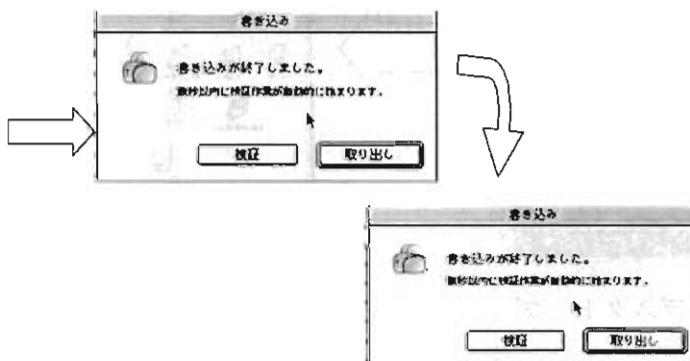 書き込み
書き込みが終了しました。
数秒以内に検証作業が自動的に始まります。
検証
取り出し
書き込み
書き込みが終了しました。
数秒以内に検証作業が自動的に始まります。
検証
取り出し